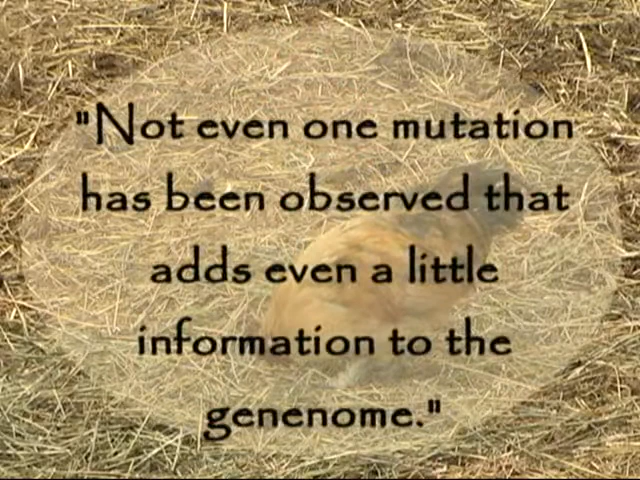 "Not even one mutation
has been observed that
adds even a little
information to the
genenome."